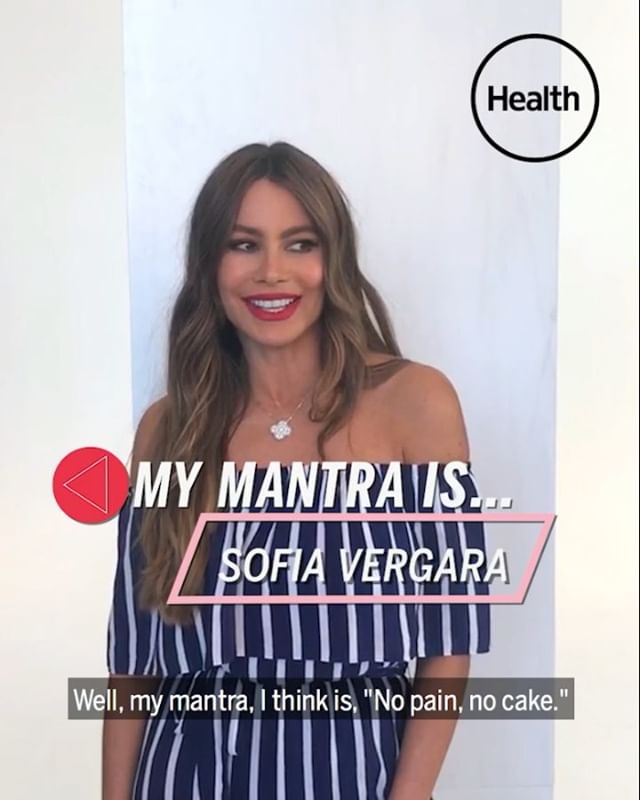 Health
MY MANTRA IS...
SOFIA VERGARA
Well, my mantra, I think is, "No pain, no cake."